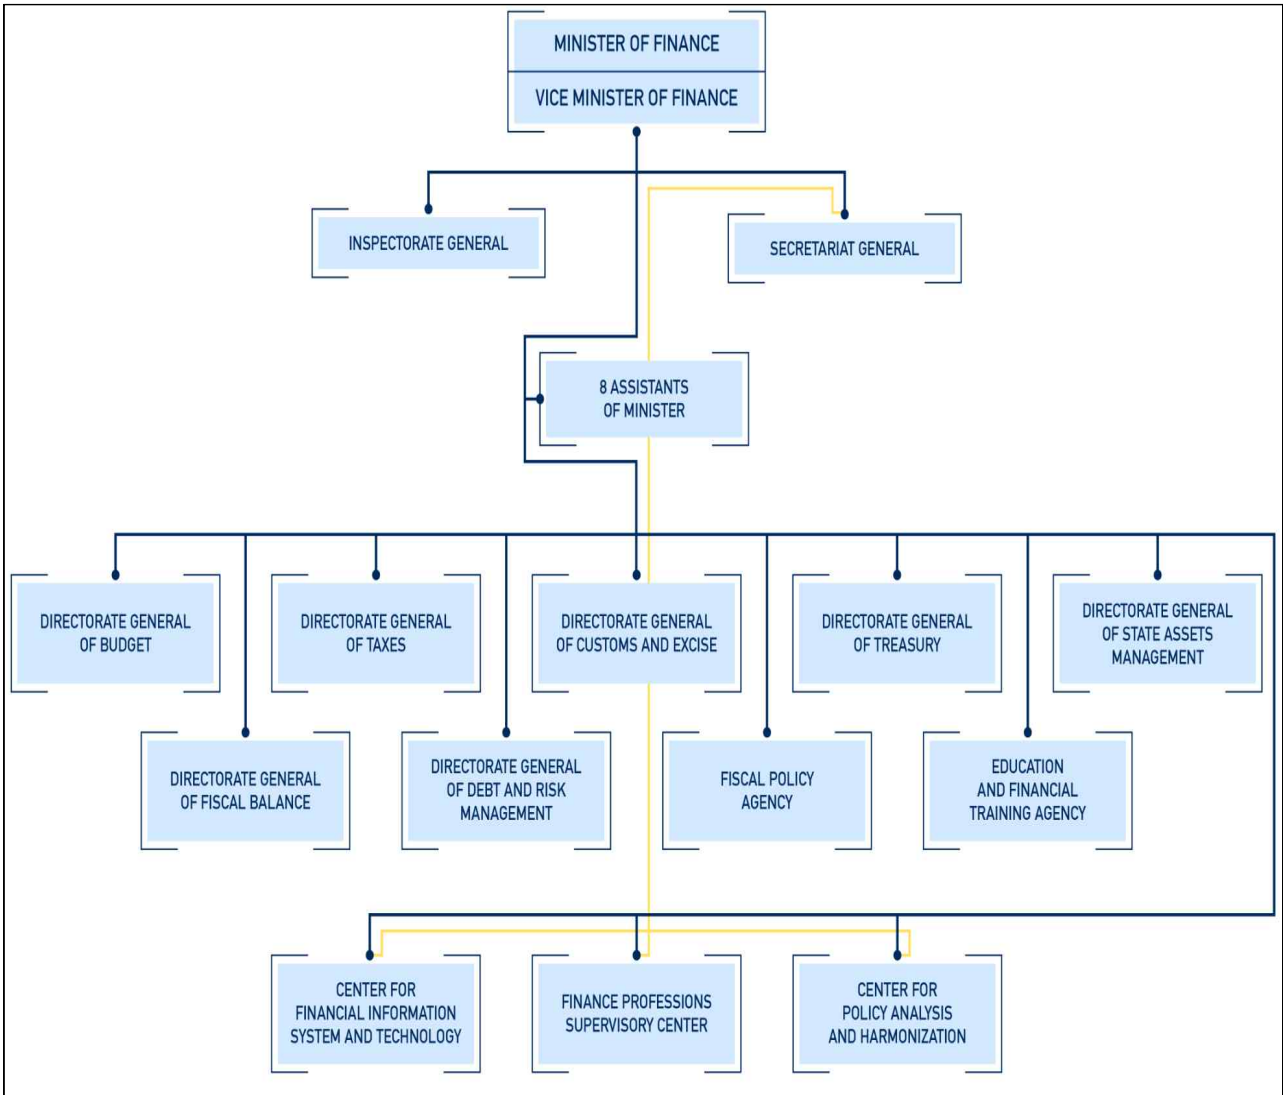 MINISTER OF FINANCE
VICE MINISTER OF FINANCE
INSPECTORATE GENERAL
SECRETARIAT GENERAL
8 ASSISTANTS
OF MINISTER
DIRECTORATE GENERAL
OF BUDGET
DIRECTORATE GENERAL
OF TAXES
DIRECTORATE GENERAL
OF CUSTOMS AND EXCISE
DIRECTORATE GENERAL
OF TREASURY
DIRECTORATE GENERAL
OF STATE ASSETS
MANAGEMENT
DIRECTORATE GENERAL
OF FISCAL BALANCE
DIRECTORATE GENERAL
OF DEBT AND RISK
MANAGEMENT
FISCAL POLICY
AGENCY
EDUCATION
AND FINANCIAL
TRAINING AGENCY
CENTER FOR
FINANCIAL INFORMATION
SYSTEM AND TECHNOLOGY
FINANCE PROFESSIONS
SUPERVISORY CENTER
CENTER FOR
POLICY ANALYSIS
AND HARMONIZATION